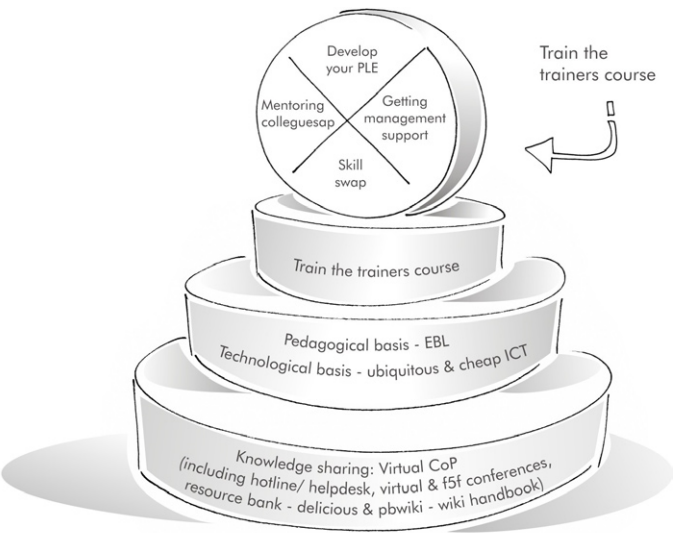 Develop
your PLE
Train the
trainers course
Mentoring
colleguesap
Getting
management
support
Skill
swap
Train the trainers course
Pedagogical basis - EBL
Technological basis - ubiquitous & cheap ICT
Knowledge sharing: Virtual CoP
(including hotline/ helpdesk, virtual & f5f conferences,
resource bank - delicious & pbwiki - wiki handbook)